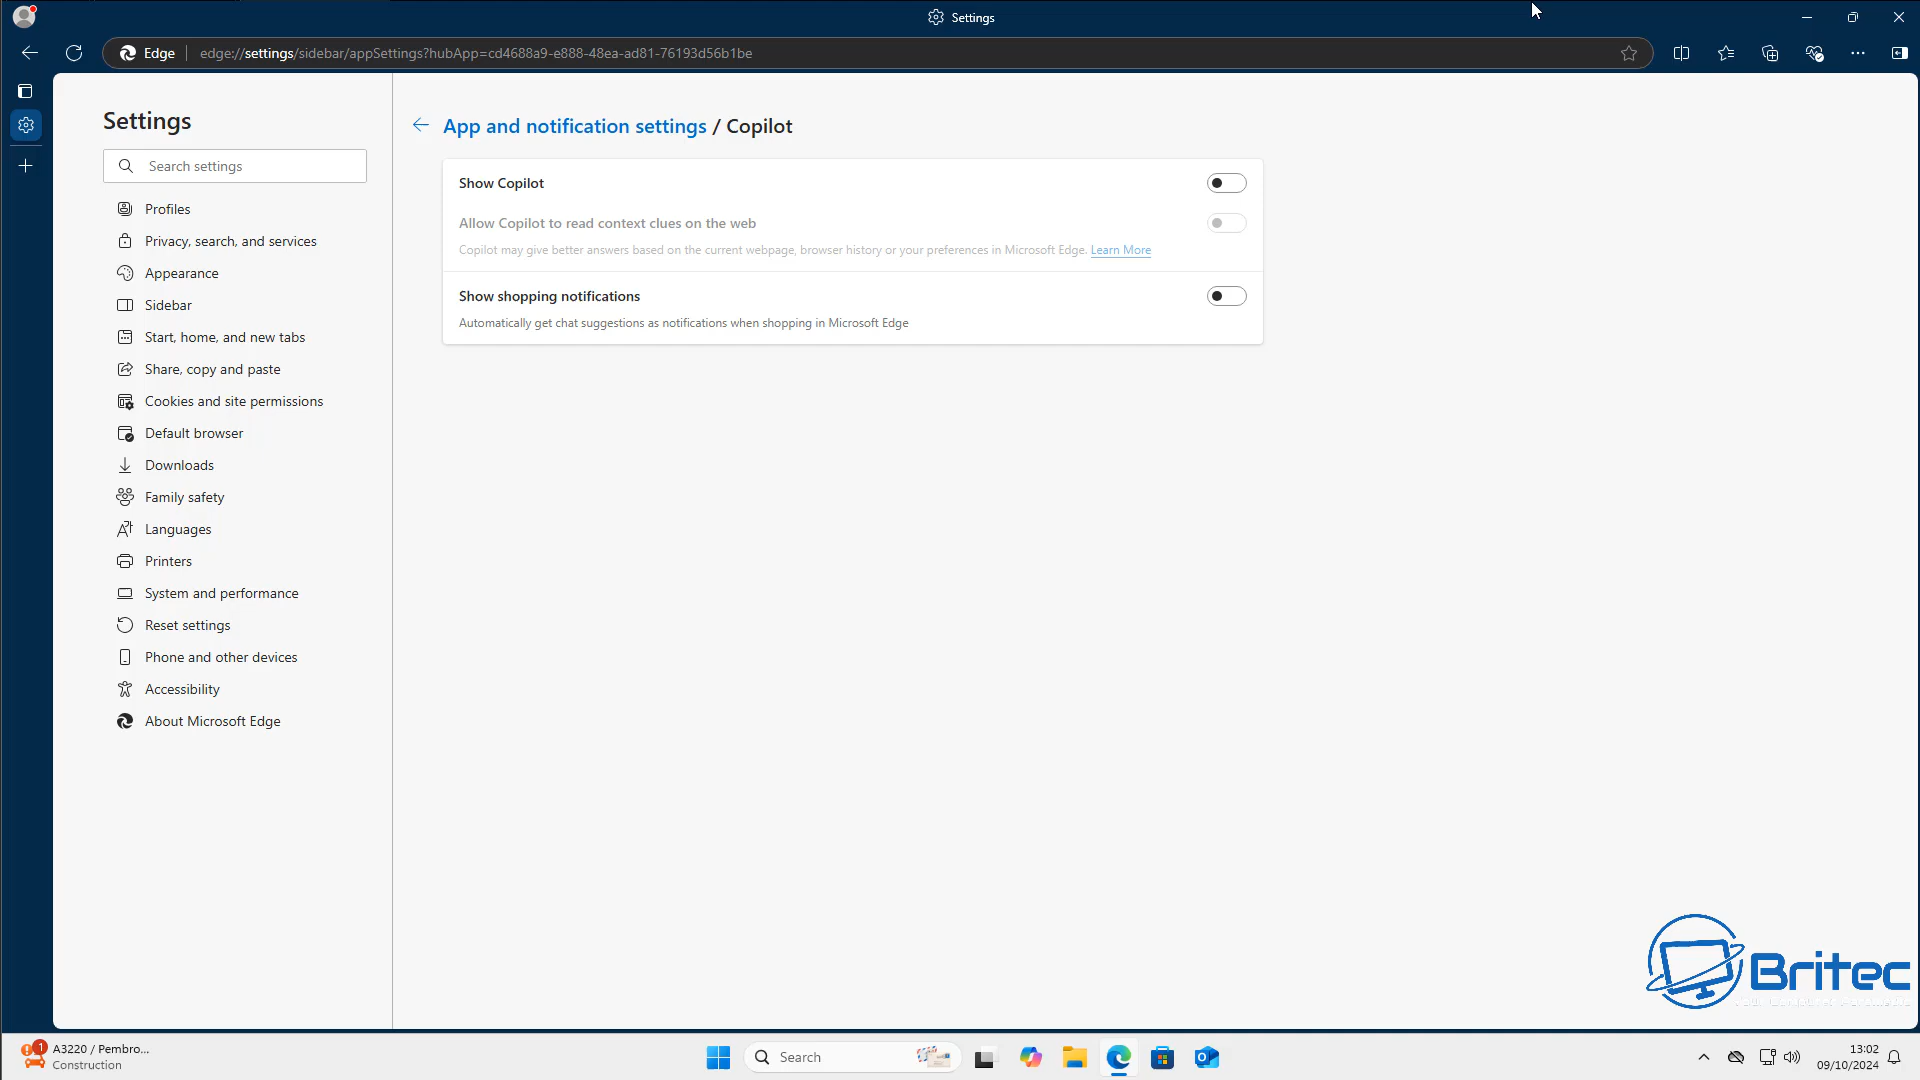 Settings
Edge
edge://settings/sidebar/appSettings?hubApp=cd4688a9-e888-48ea-ad81-76193d56b1be
Settings
Search settings
Profiles
Privacy, search, and services
Appearance
Sidebar
Start, home, and new tabs
Share, copy and paste
Cookies and site permissions
Default browser
Downloads
Family safety
Languages
Printers
System and performance
Reset settings
Phone and other devices
Accessibility
About Microsoft Edge
App and notification settings / Copilot
Show Copilot
Allow Copilot to read context clues on the web
Copilot may give better answers based on the current webpage, browser history or your preferences in Microsoft Edge. Learn More
Show shopping notifications
Automatically get chat suggestions as notifications when shopping in Microsoft Edge
Britec
1
A3220 / Pembro...
Construction
Search
13:02
09/10/2024